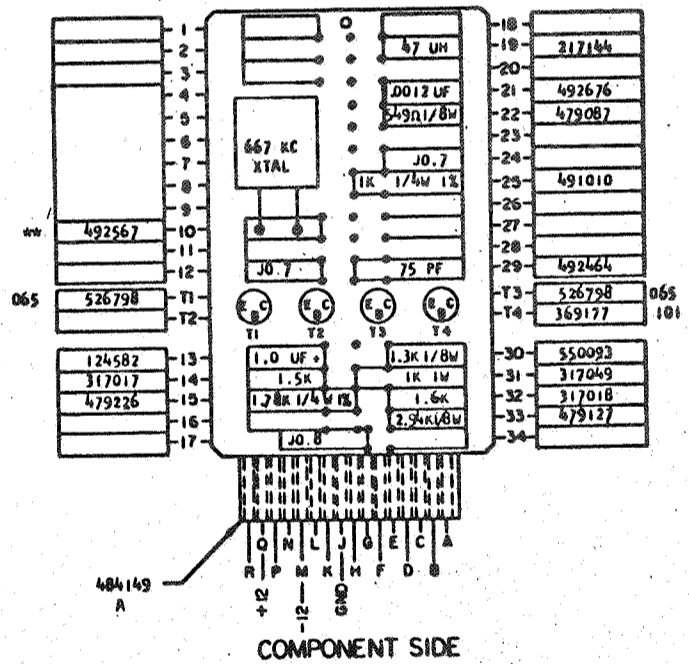 1 18
2 47 UH 19 217144
3 20
4 .0012 UF 21 492676
5 549Ω1/8W 22 479087
6 667 KC 23
7 XTAL J0.7 24
8 1K 1/4W 1% 25 491010
9 26
** 492567 10 27
11 28
12 J0.7 75 PF 29 492464
065 526798 T1 E B C E B C E B C E B C T3 526798 065
T2 T1 T2 T3 T4 T4 369177 101
124582 13 1.0 UF + 1.3K 1/8W 30 550093
317017 14 1.5K 1K 1W 31 317049
479226 15 1.78K 1/4W 1% 1.6K 32 317018
16 2.94K1/8W 33 479127
17 J0.8 34
R Q P N M L K J H G F E D C B A
484149
A
+12 -12 GND
COMPONENT SIDE